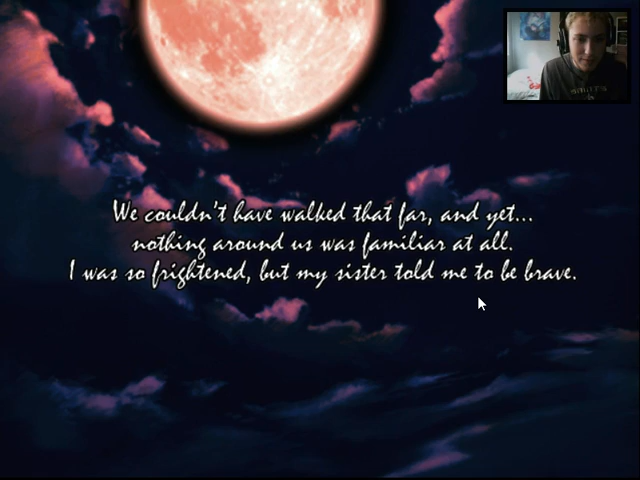 We couldn't have walked that far, and yet...
nothing around us was familiar at all.
I was so frightened, but my sister told me to be brave.